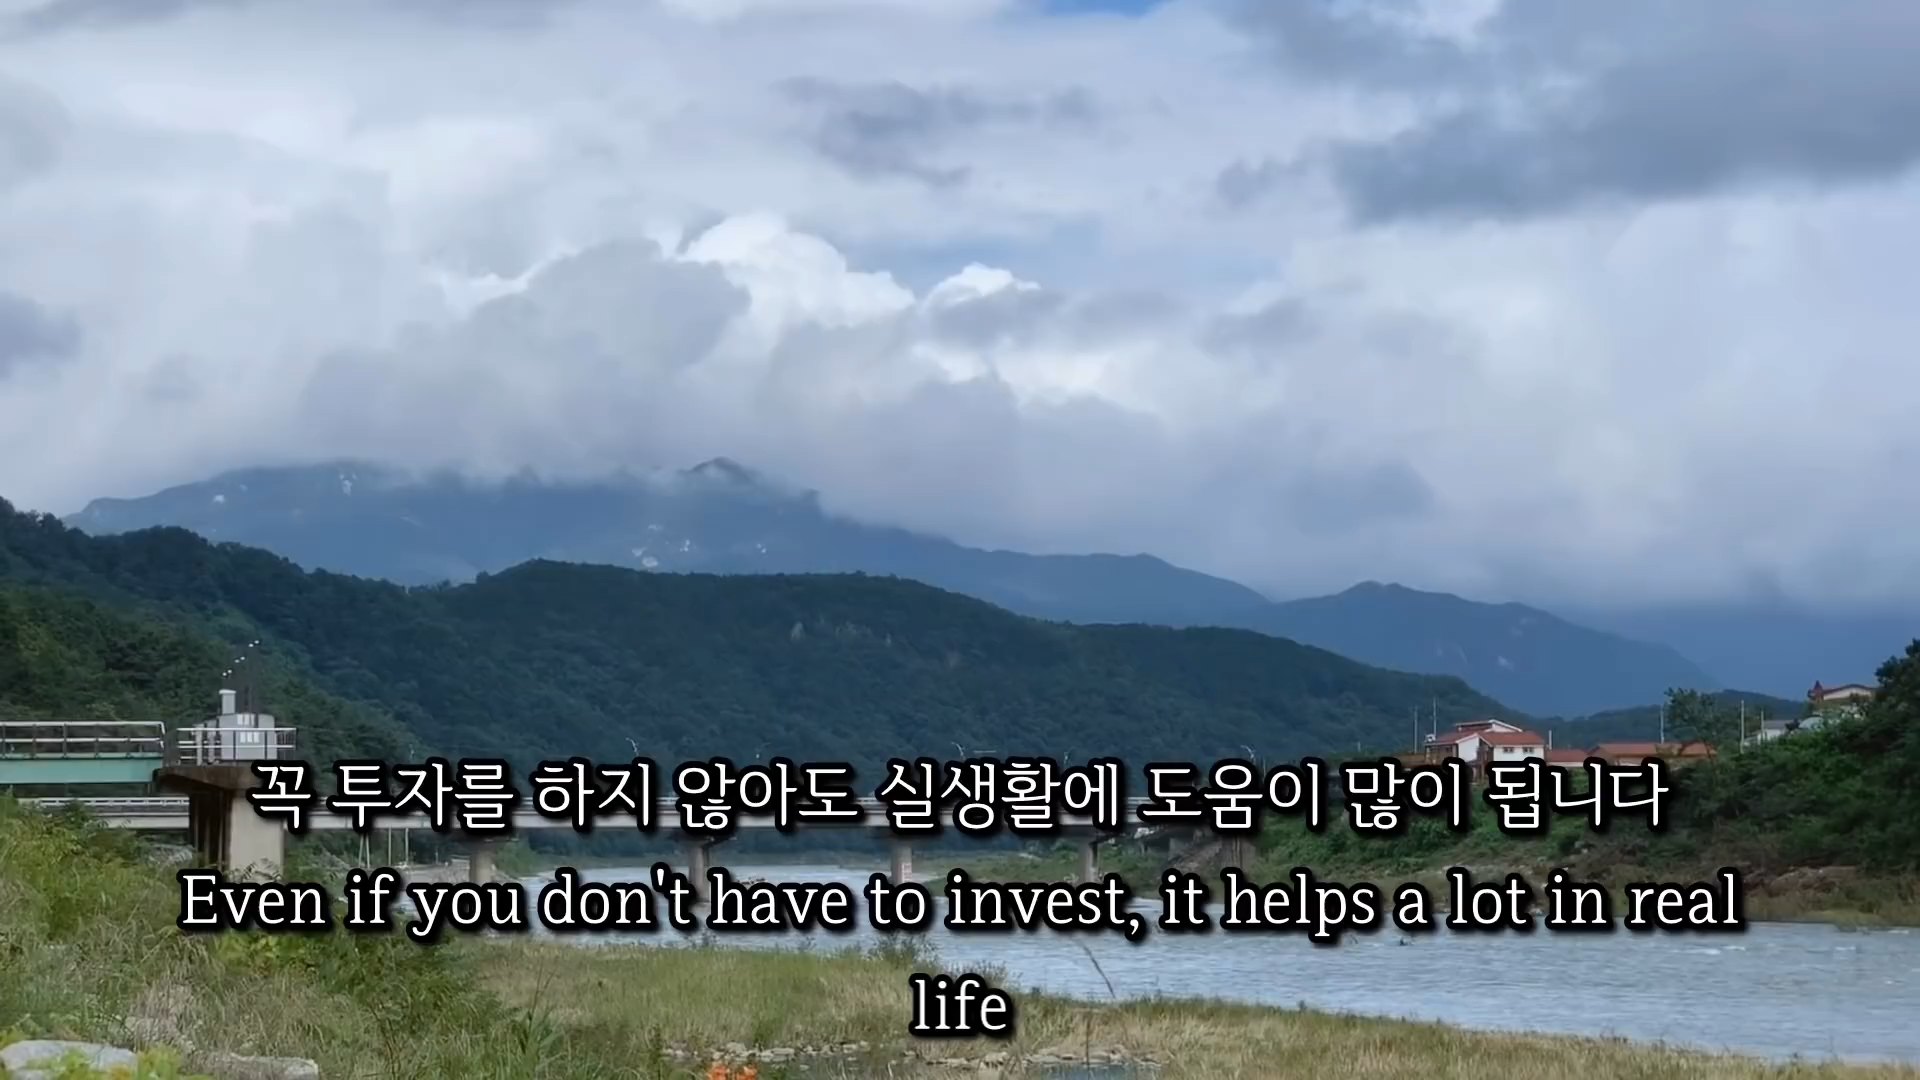 꼭 투자를 하지 않아도 실생활에 도움이 많이 됩니다
Even if you don't have to invest, it helps a lot in real
life